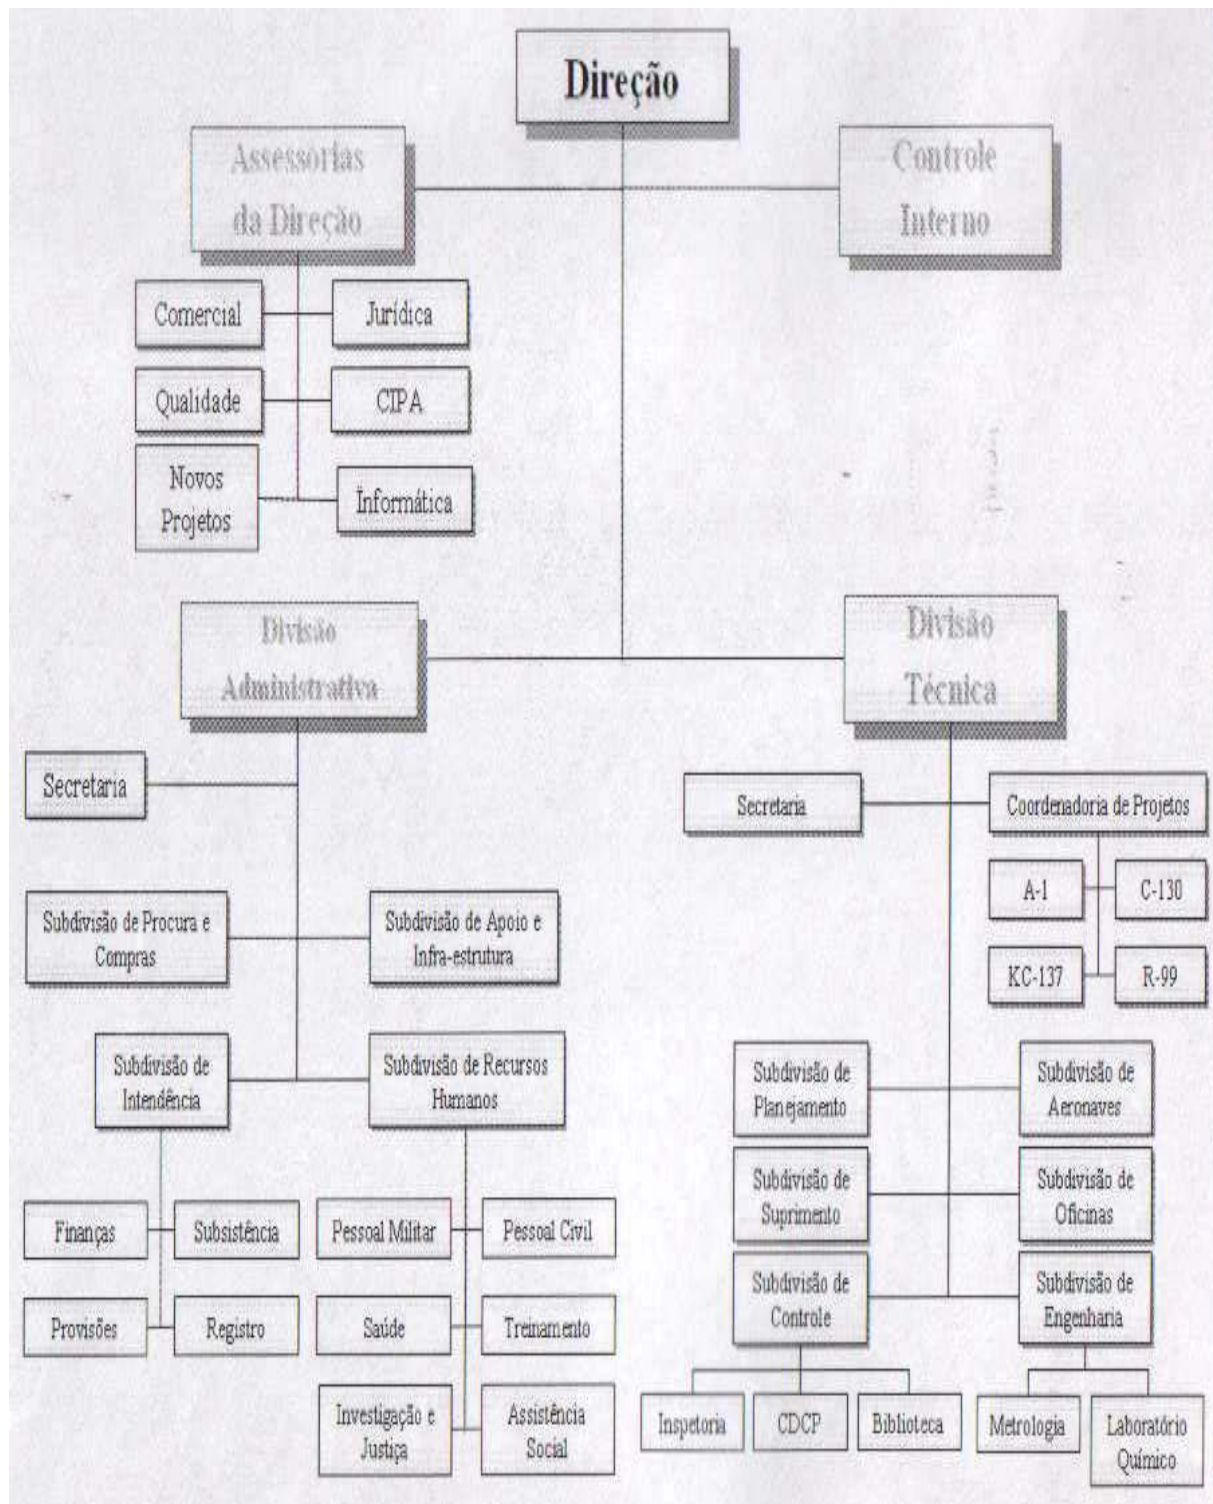 Direção
Assessorias
da Direção
Controle
Interno
Comercial
Jurídica
Qualidade
CIPA
Novos
Projetos
Informática
Divisão
Administrativa
Divisão
Técnica
Secretaria
Secretaria
Coordenadoria de Projetos
A-1
C-130
KC-137
R-99
Subdivisão de Procura e
Compras
Subdivisão de Apoio e
Infra-estrutura
Subdivisão de
Intendência
Subdivisão de Recursos
Humanos
Subdivisão de
Planejamento
Subdivisão de
Aeronaves
Subdivisão de
Suprimento
Subdivisão de
Oficinas
Subdivisão de
Controle
Subdivisão de
Engenharia
Finanças
Subsistência
Pessoal Militar
Pessoal Civil
Provisões
Registro
Saúde
Treinamento
Investigação e
Justiça
Assistência
Social
Inspetoria
CDCP
Biblioteca
Metrologia
Laboratório
Químico